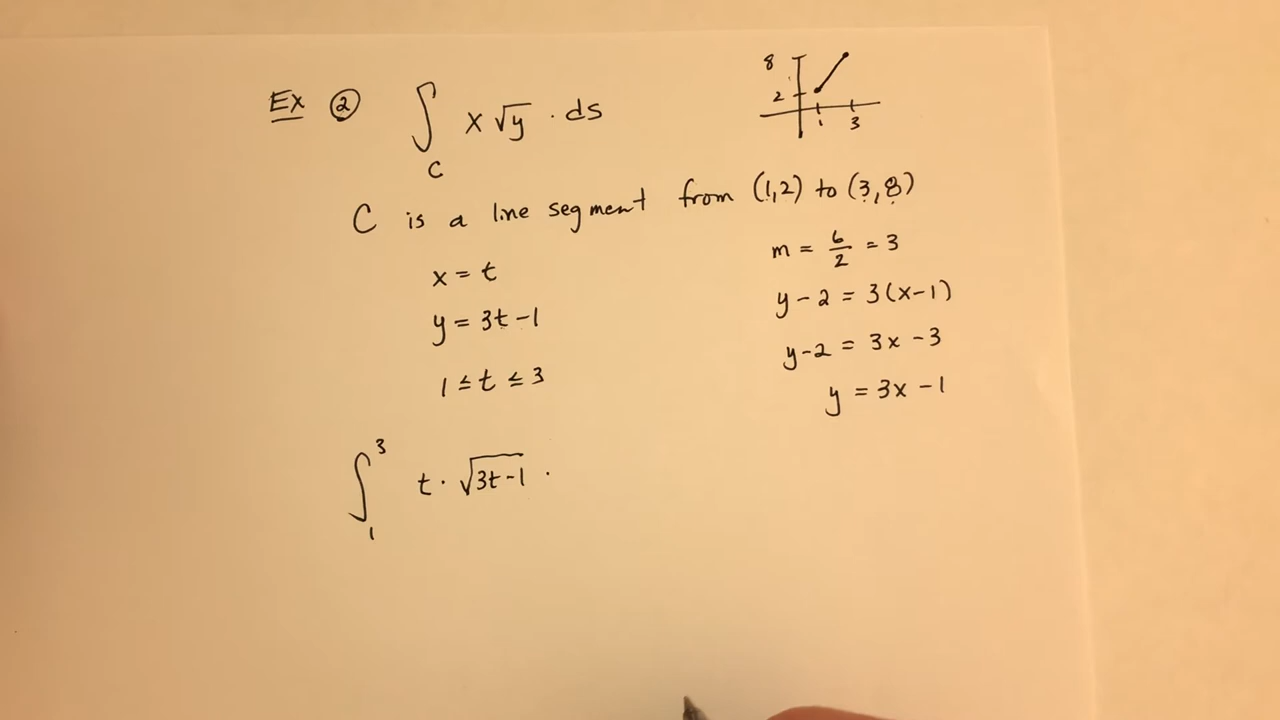 Ex ② ∫_C x √y · ds
8
2
1 3
C is a line segment from (1,2) to (3,8)
x = t
y = 3t - 1
1 ≤ t ≤ 3
m = 6/2 = 3
y - 2 = 3(x - 1)
y - 2 = 3x - 3
y = 3x - 1
∫_1^3 t · √(3t - 1) ·